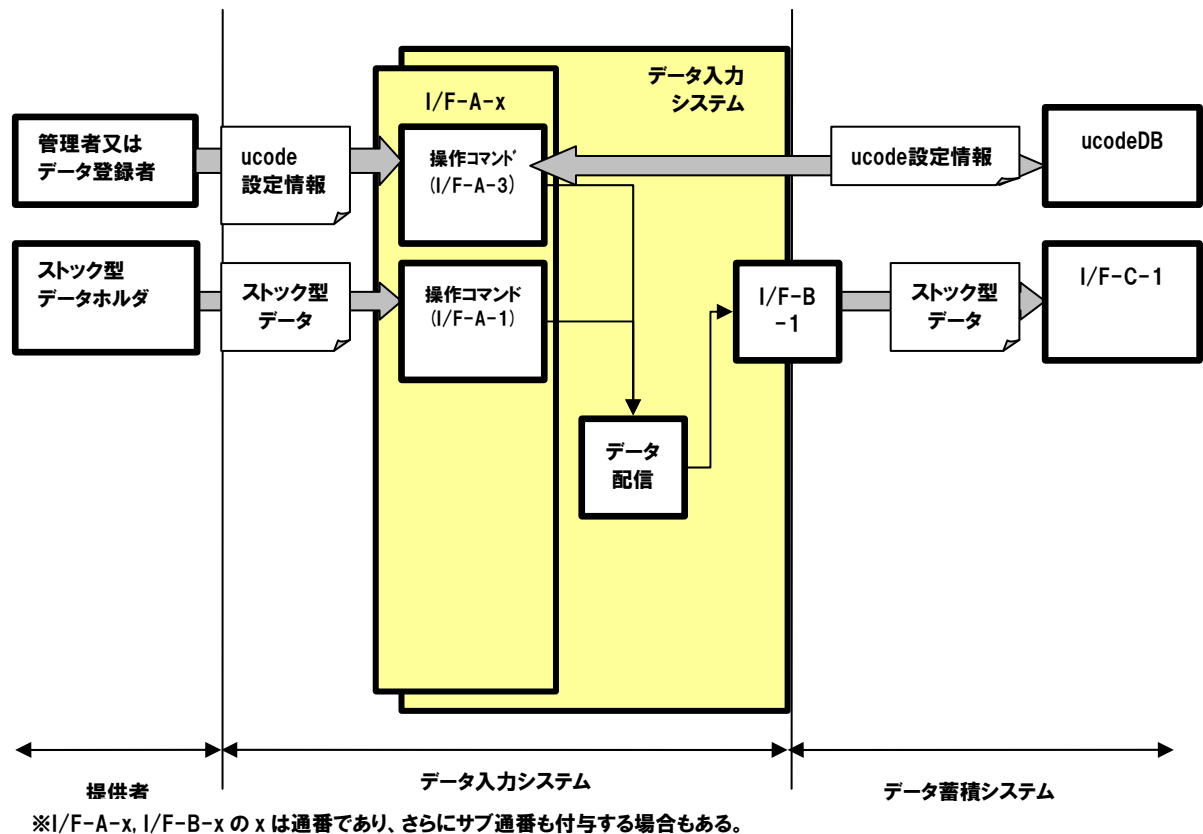 データ入力
システム
I/F-A-x
管理者又は
データ登録者
ucode
設定情報
操作コマンド
(I/F-A-3)
ucode設定情報
ucodeDB
ストック型
データホルダ
ストック型
データ
操作コマンド
(I/F-A-1)
I/F-B
-1
ストック型
データ
I/F-C-1
データ
配信
提供者
データ入力システム
データ蓄積システム
※I/F-A-x, I/F-B-x の x は通番であり、さらにサブ通番も付与する場合もある。